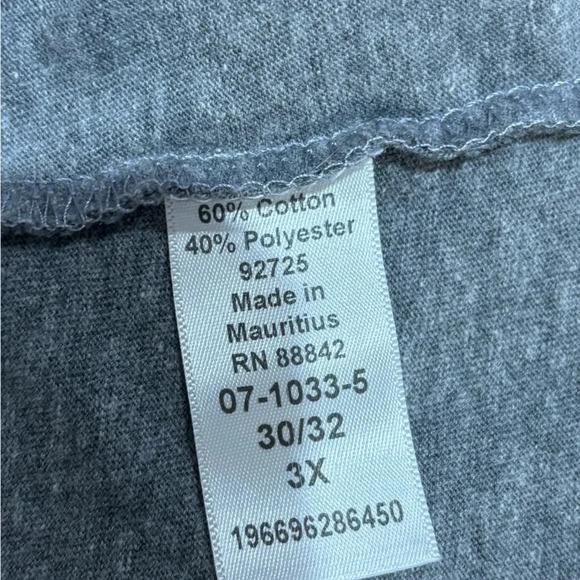 60% Cotton
40% Polyester
92725
Made in
Mauritius
RN 88842
07-1033-5
30/32
3X
196696286450